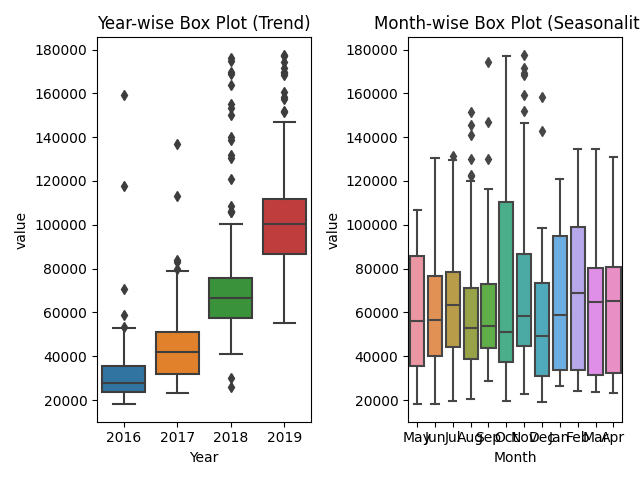 Year-wise Box Plot (Trend)
180000
160000
140000
120000
100000
80000
60000
40000
20000
value
2016 2017 2018 2019
Year
Month-wise Box Plot (Seasonalit
180000
160000
140000
120000
100000
80000
60000
40000
20000
value
May Jun Jul Aug Sep Oct Nov Dec Jan Feb Mar Apr
Month